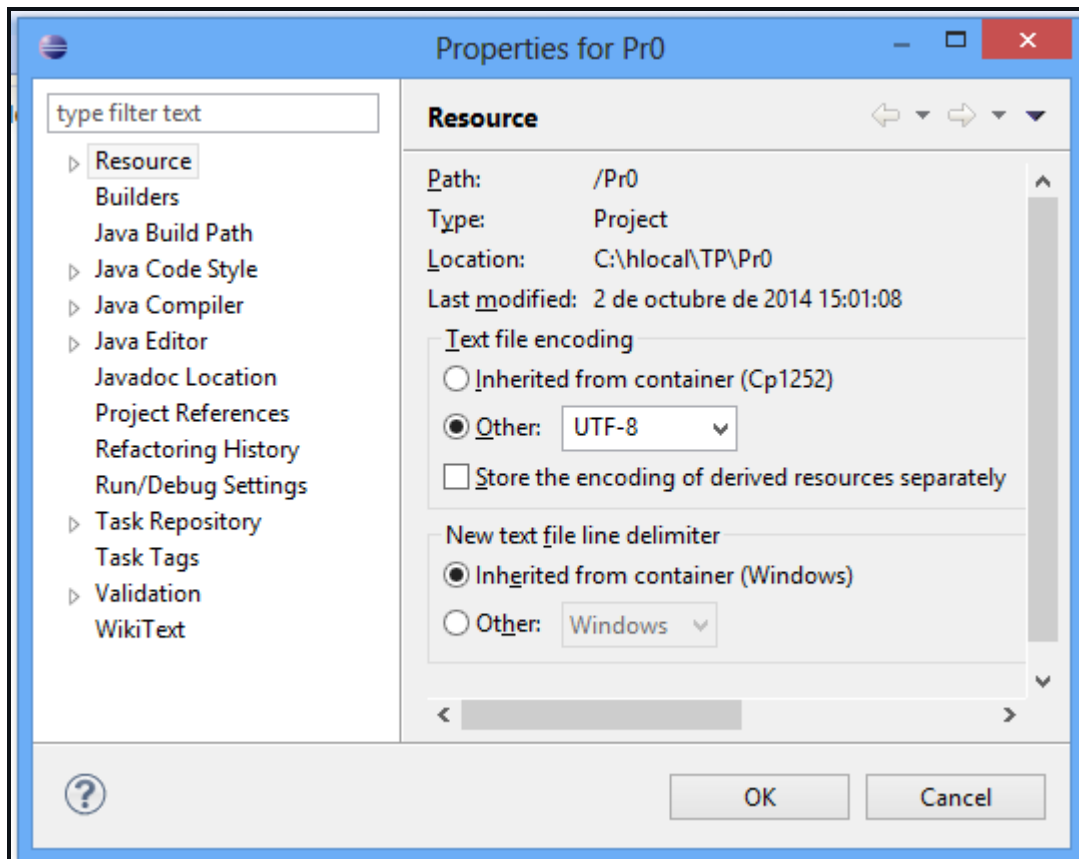 Properties for Pr0
type filter text
Resource
Builders
Java Build Path
Java Code Style
Java Compiler
Java Editor
Javadoc Location
Project References
Refactoring History
Run/Debug Settings
Task Repository
Task Tags
Validation
WikiText
Resource
Path: /Pr0
Type: Project
Location: C:\hlocal\TP\Pr0
Last modified: 2 de octubre de 2014 15:01:08
Text file encoding
Inherited from container (Cp1252)
Other: UTF-8
Store the encoding of derived resources separately
New text file line delimiter
Inherited from container (Windows)
Other: Windows
?
OK Cancel